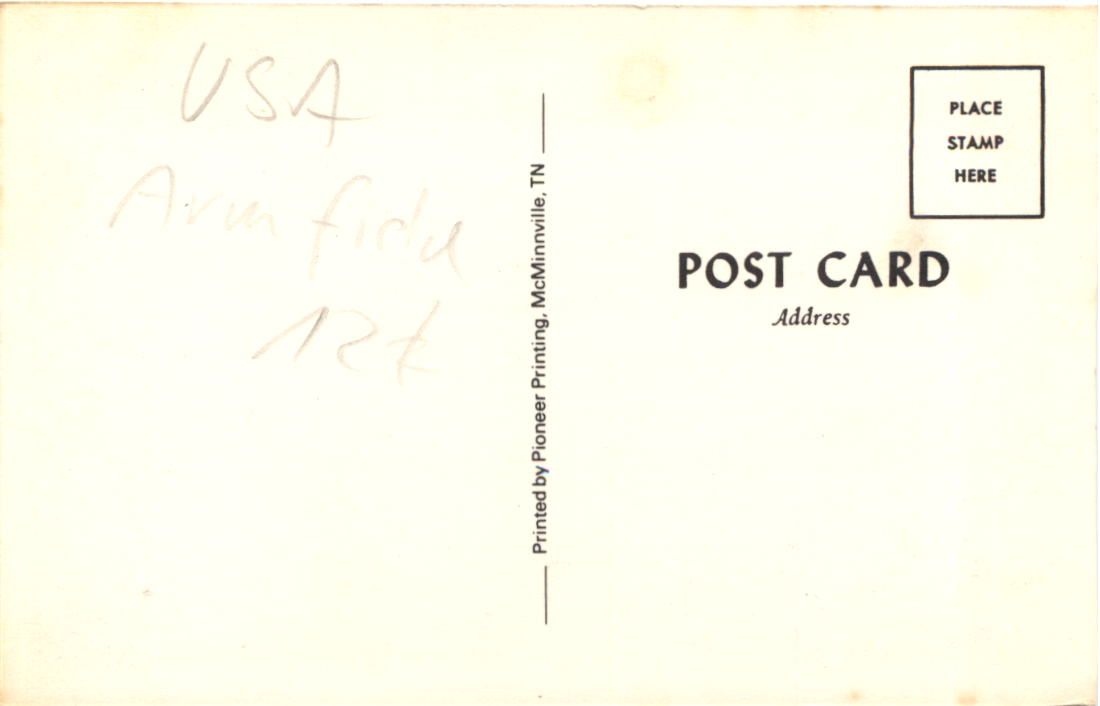 USA
Armfield
12€
Printed by Pioneer Printing, McMinnville, TN
PLACE
STAMP
HERE
POST CARD
Address